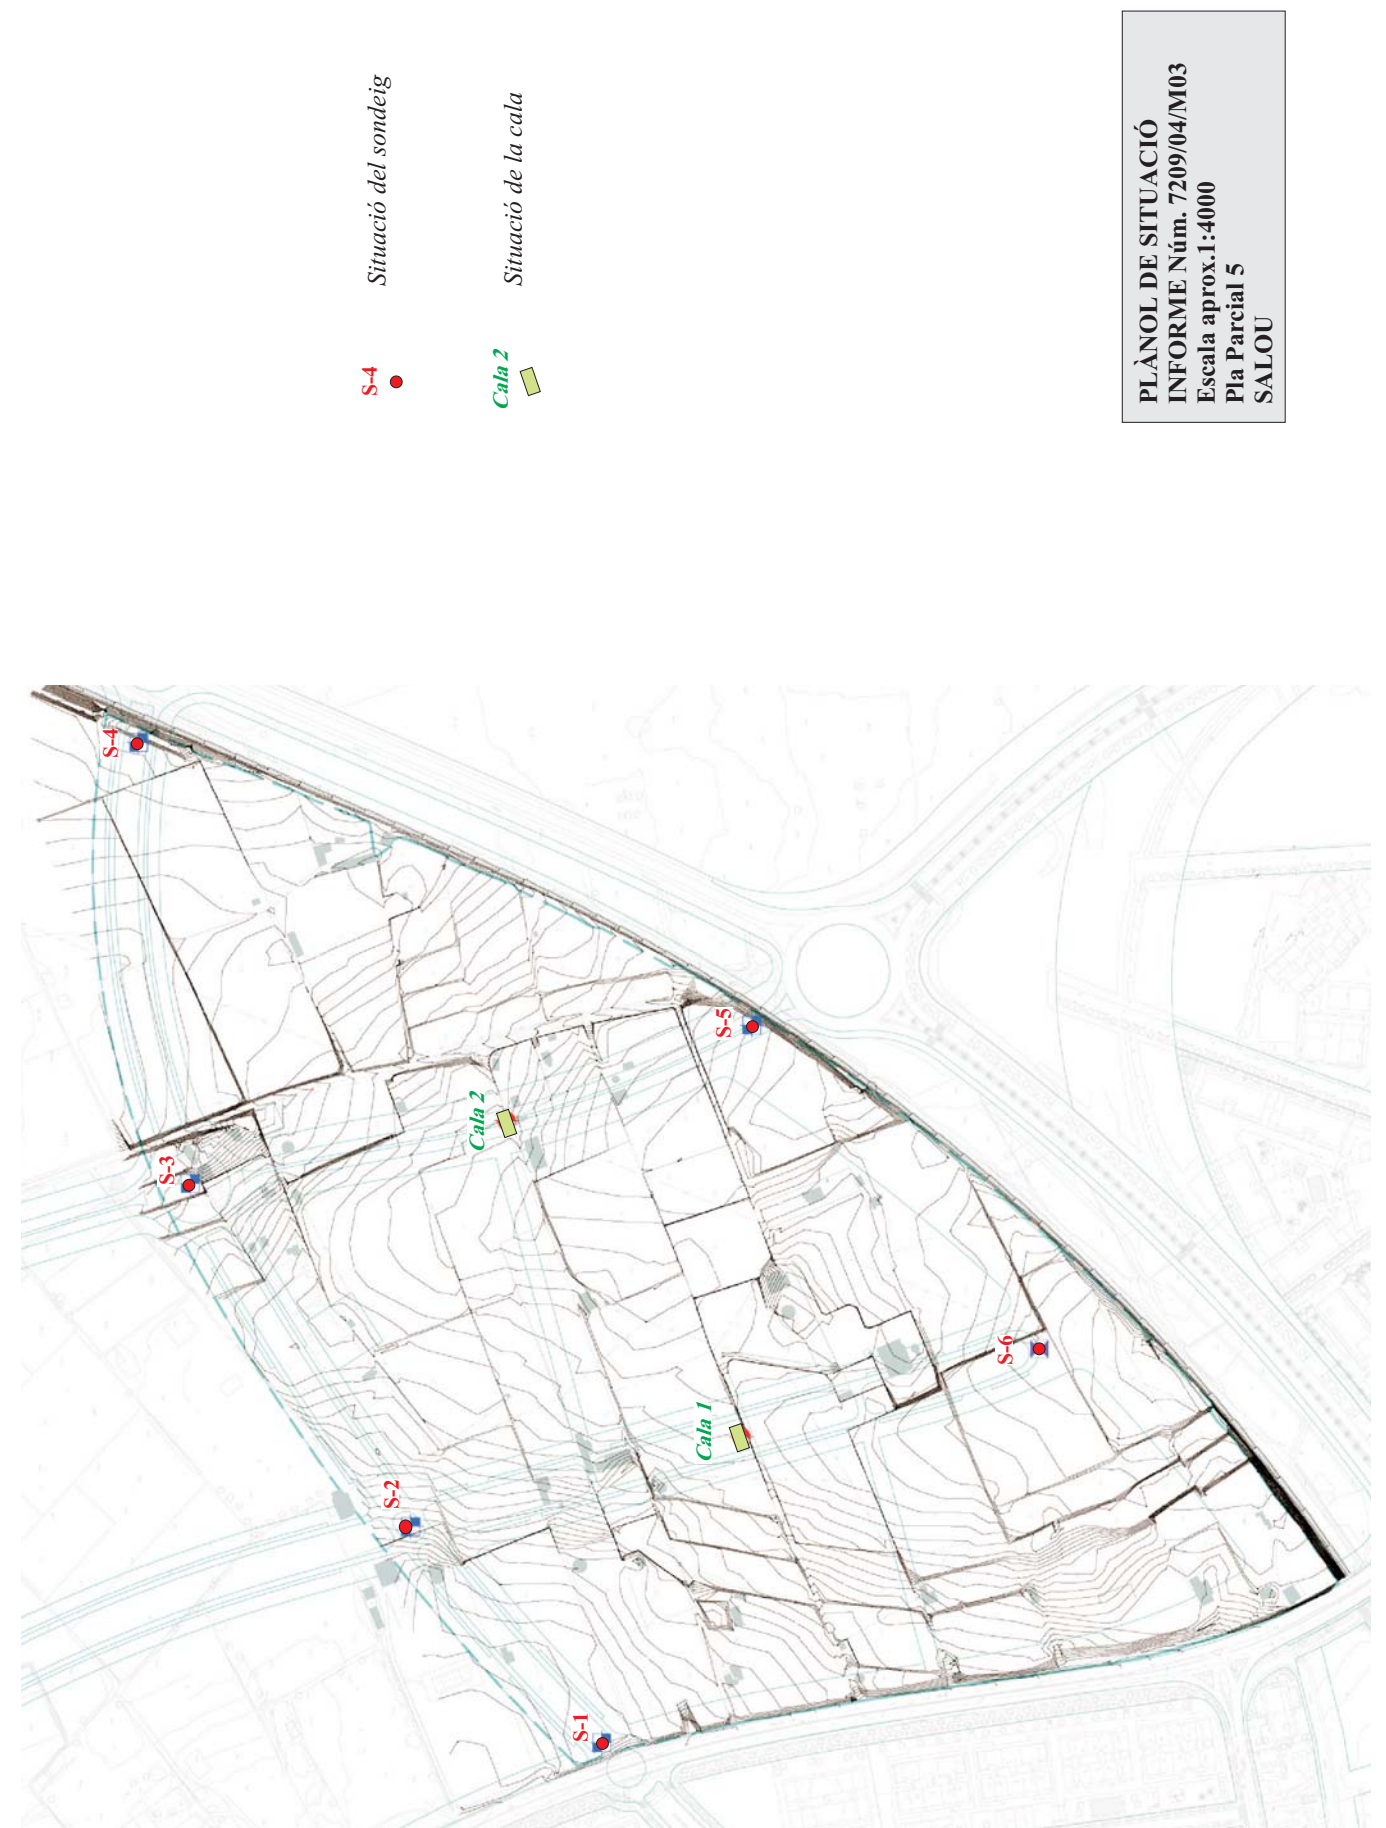 S-4
Situació del sondeig
Cala 2
Situació de la cala
S-4
S-3
S-5
Cala 2
S-2
S-6
Cala 1
S-1
PLÀNOL DE SITUACIÓ
INFORME Núm. 7209/04/M03
Escala aprox.1:4000
Pla Parcial 5
SALOU